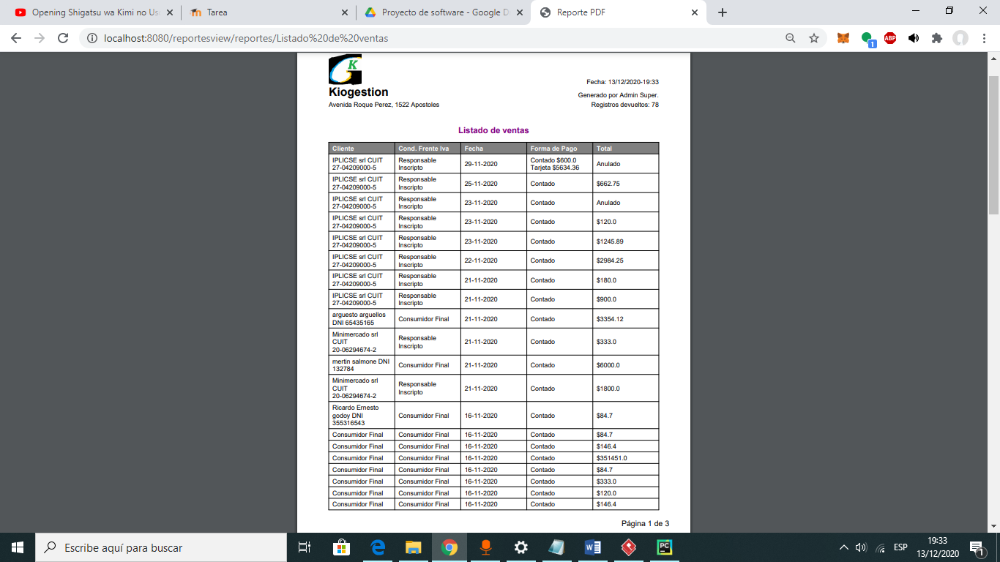 Opening Shigatsu wa Kimi no Us
Tarea
Proyecto de software - Google D
Reporte PDF
localhost:8080/reportesview/reportes/Listado%20de%20ventas
1
ABP
K
Kiogestion
Avenida Roque Perez, 1522 Apostoles
Fecha: 13/12/2020-19:33
Generado por Admin Super.
Registros devueltos: 78
Listado de ventas
Cliente Cond. Frente Iva Fecha Forma de Pago Total
IPLICSE srl CUIT
27-04209000-5
Responsable
Inscripto
29-11-2020
Contado $600.0
Tarjeta $5634.36
Anulado
IPLICSE srl CUIT
27-04209000-5
Responsable
Inscripto
25-11-2020
Contado
$662.75
IPLICSE srl CUIT
27-04209000-5
Responsable
Inscripto
23-11-2020
Contado
Anulado
IPLICSE srl CUIT
27-04209000-5
Responsable
Inscripto
23-11-2020
Contado
$120.0
IPLICSE srl CUIT
27-04209000-5
Responsable
Inscripto
23-11-2020
Contado
$1245.89
IPLICSE srl CUIT
27-04209000-5
Responsable
Inscripto
22-11-2020
Contado
$2984.25
IPLICSE srl CUIT
27-04209000-5
Responsable
Inscripto
21-11-2020
Contado
$180.0
IPLICSE srl CUIT
27-04209000-5
Responsable
Inscripto
21-11-2020
Contado
$900.0
arguesto arguellos
DNI 65435165
Consumidor Final
21-11-2020
Contado
$3354.12
Minimercado srl
CUIT
20-06294674-2
Responsable
Inscripto
21-11-2020
Contado
$333.0
mertin salmone DNI
132784
Consumidor Final
21-11-2020
Contado
$6000.0
Minimercado srl
CUIT
20-06294674-2
Responsable
Inscripto
21-11-2020
Contado
$1800.0
Ricardo Ernesto
godoy DNI
355316543
Consumidor Final
16-11-2020
Contado
$84.7
Consumidor Final Consumidor Final 16-11-2020 Contado $84.7
Consumidor Final Consumidor Final 16-11-2020 Contado $146.4
Consumidor Final Consumidor Final 16-11-2020 Contado $351451.0
Consumidor Final Consumidor Final 16-11-2020 Contado $84.7
Consumidor Final Consumidor Final 16-11-2020 Contado $333.0
Consumidor Final Consumidor Final 16-11-2020 Contado $120.0
Consumidor Final Consumidor Final 16-11-2020 Contado $146.4
Página 1 de 3
Escribe aquí para buscar
W
PC
ESP
19:33
13/12/2020
1